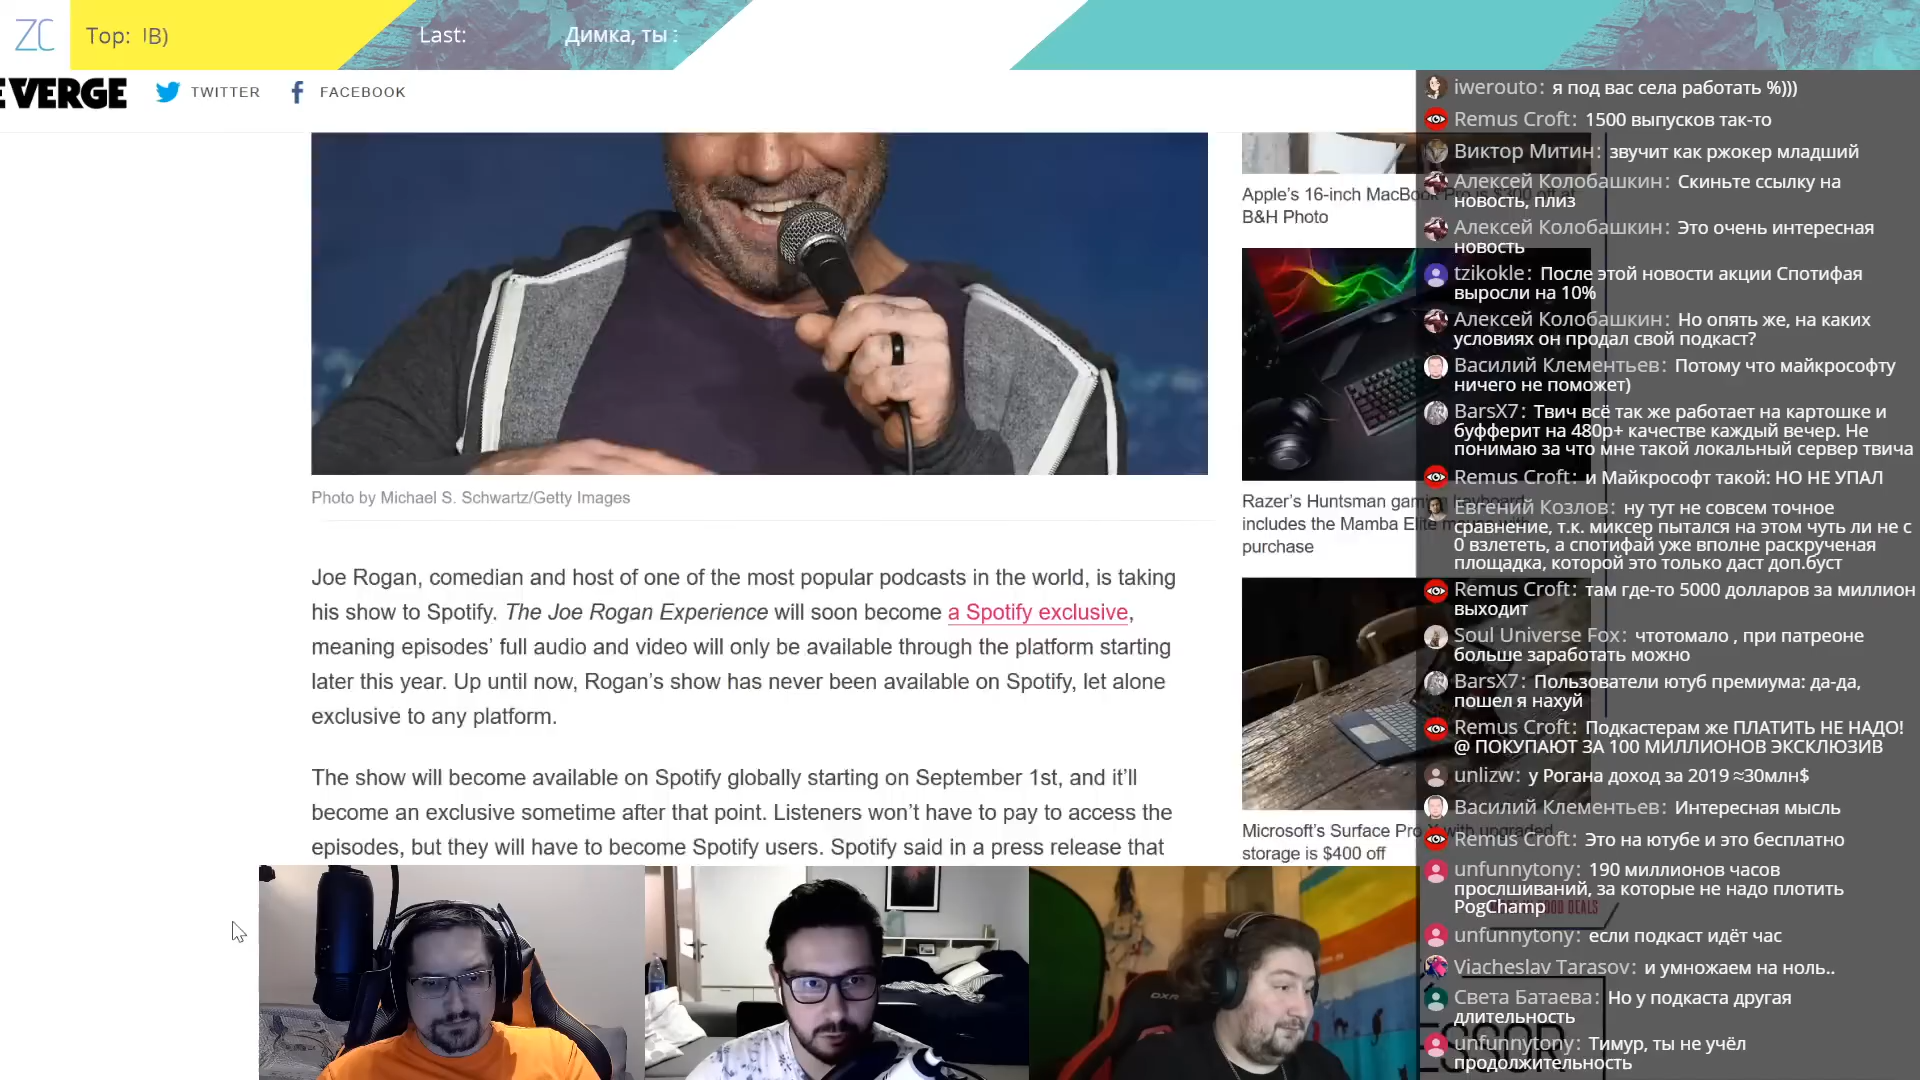 ZC
Top: !B)
Last:
Димка, ты :
E VERGE
TWITTER
FACEBOOK
Photo by Michael S. Schwartz/Getty Images
Joe Rogan, comedian and host of one of the most popular podcasts in the world, is taking
his show to Spotify. The Joe Rogan Experience will soon become a Spotify exclusive,
meaning episodes’ full audio and video will only be available through the platform starting
later this year. Up until now, Rogan’s show has never been available on Spotify, let alone
exclusive to any platform.
The show will become available on Spotify globally starting on September 1st, and it’ll
become an exclusive sometime after that point. Listeners won’t have to pay to access the
episodes, but they will have to become Spotify users. Spotify said in a press release that
Apple’s 16-inch MacBook Pro is $300 off at
B&H Photo
Razer’s Huntsman gaming keyboard
includes the Mamba Elite mouse with
purchase
Microsoft’s Surface Pro X with upgraded
storage is $400 off
GOOD DEALS
ESSOR
DXR
iwerouto: я под вас села работать %)))
Remus Croft: 1500 выпусков так-то
Виктор Митин: звучит как ржокер младший
Алексей Колобашкин: Скиньте ссылку на
новость, плиз
Алексей Колобашкин: Это очень интересная
новость
tzikokle: После этой новости акции Спотифая
выросли на 10%
Алексей Колобашкин: Но опять же, на каких
условиях он продал свой подкаст?
Василий Клементьев: Потому что майкрософту
ничего не поможет)
BarsX7: Твич всё так же работает на картошке и
буфферит на 480р+ качестве каждый вечер. Не
понимаю за что мне такой локальный сервер твича
Remus Croft: и Майкрософт такой: НО НЕ УПАЛ
Евгений Козлов: ну тут не совсем точное
сравнение, т.к. миксер пытался на этом чуть ли не с
0 взлететь, а спотифай уже вполне раскрученая
площадка, которой это только даст доп.буст
Remus Croft: там где-то 5000 долларов за миллион
выходит
Soul Universe Fox: чтотомало , при патреоне
больше заработать можно
BarsX7: Пользователи ютуб премиума: да-да,
пошел я нахуй
Remus Croft: Подкастерам же ПЛАТИТЬ НЕ НАДО!
@ ПОКУПАЮТ ЗА 100 МИЛЛИОНОВ ЭКСКЛЮЗИВ
unlizw: у Рогана доход за 2019 ≈30млн$
Василий Клементьев: Интересная мысль
Remus Croft: Это на ютубе и это бесплатно
unfunnytony: 190 миллионов часов
прослшиваний, за которые не надо плотить
PogChamp
unfunnytony: если подкаст идёт час
Viacheslav Tarasov: и умножаем на ноль..
Света Батаева: Но у подкаста другая
длительность
unfunnytony: Тимур, ты не учёл
продолжительность